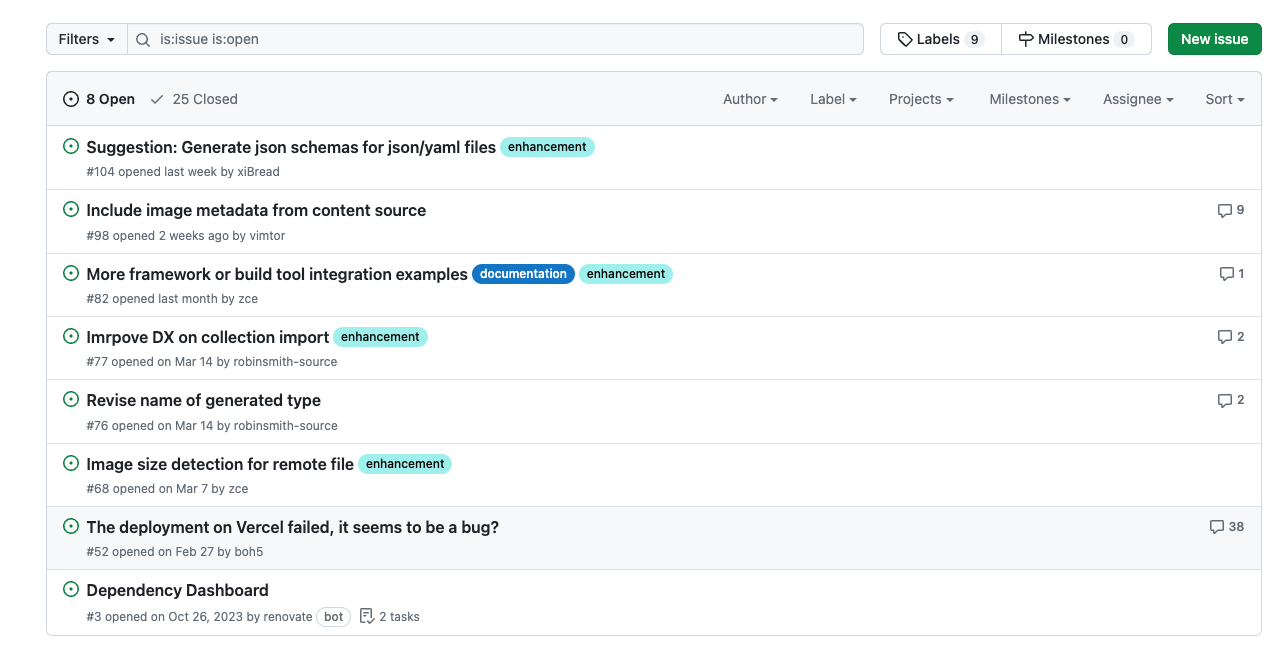 Filters is:issue is:open Labels 9 Milestones 0 New issue
8 Open 25 Closed Author Label Projects Milestones Assignee Sort
Suggestion: Generate json schemas for json/yaml files enhancement
#104 opened last week by xiBread
Include image metadata from content source 9
#98 opened 2 weeks ago by vimtor
More framework or build tool integration examples documentation enhancement 1
#82 opened last month by zce
Imrpove DX on collection import enhancement 2
#77 opened on Mar 14 by robinsmith-source
Revise name of generated type 2
#76 opened on Mar 14 by robinsmith-source
Image size detection for remote file enhancement
#68 opened on Mar 7 by zce
The deployment on Vercel failed, it seems to be a bug? 38
#52 opened on Feb 27 by boh5
Dependency Dashboard
#3 opened on Oct 26, 2023 by renovate bot 2 tasks